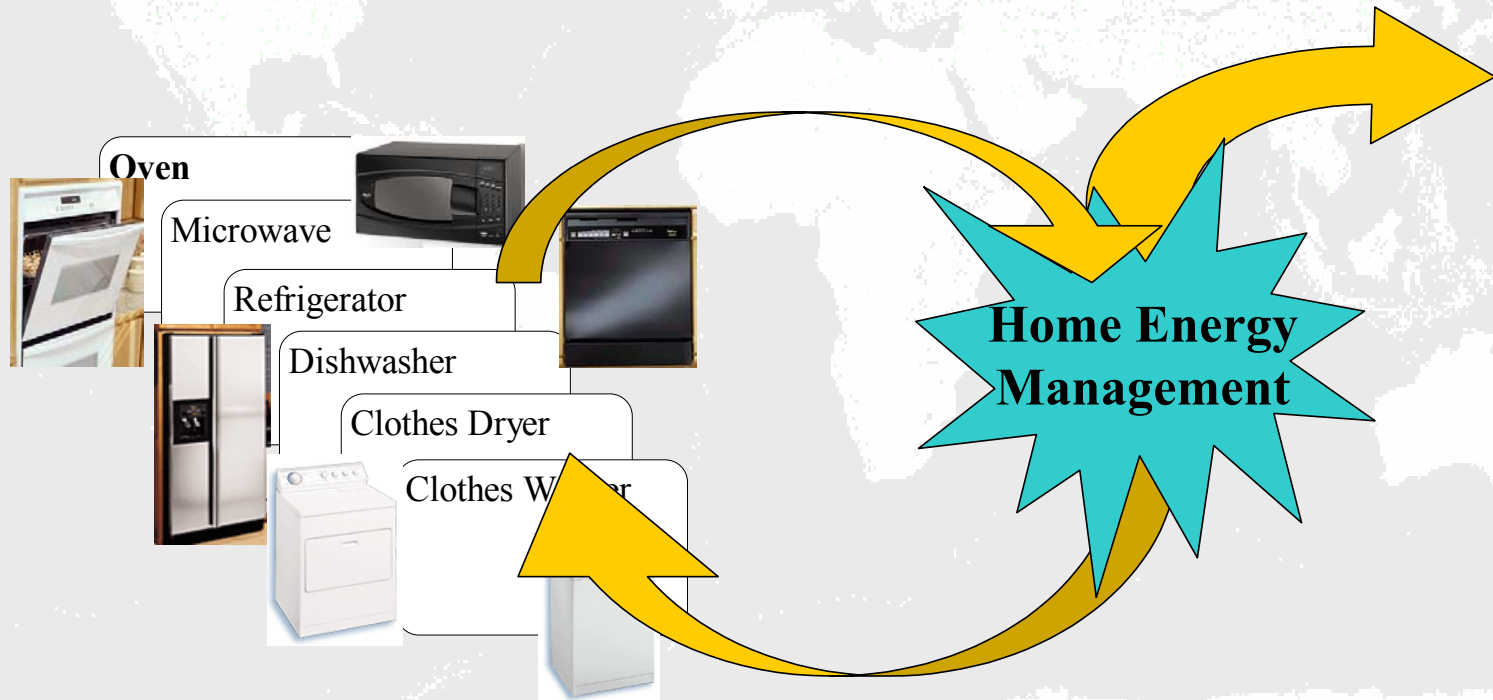 Oven
Microwave
Refrigerator
Dishwasher
Clothes Dryer
Clothes
Home Energy
Management